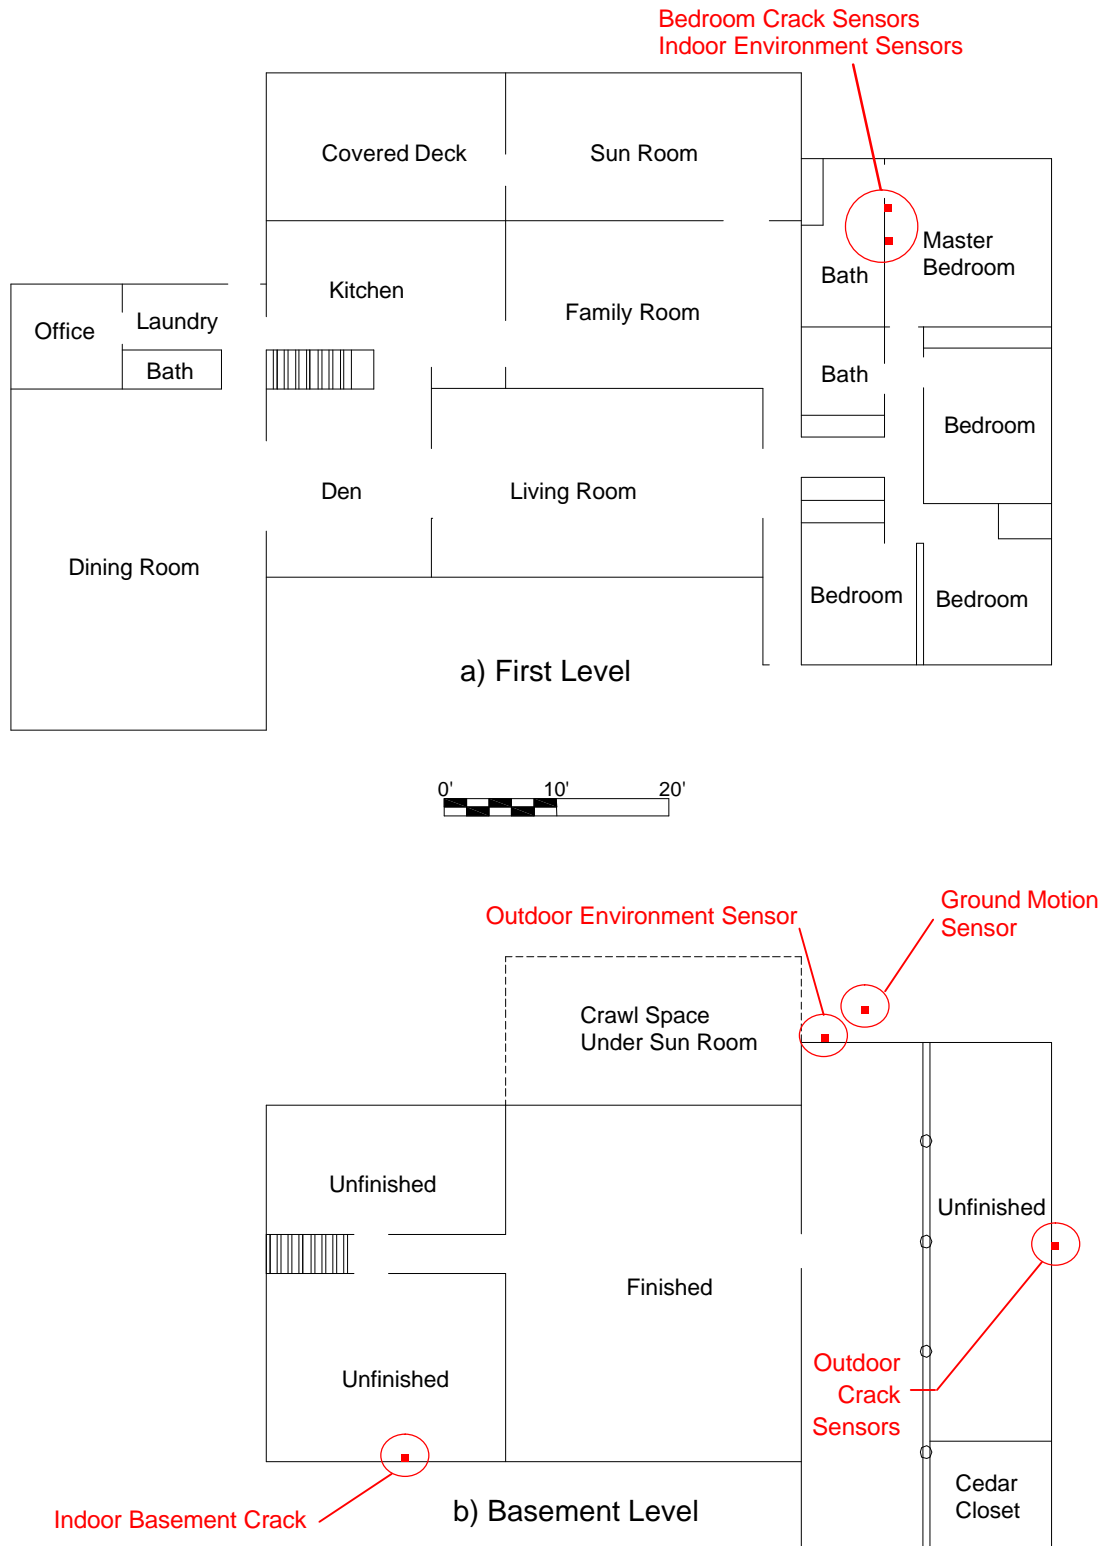 Bedroom Crack Sensors
Indoor Environment Sensors
Covered Deck
Sun Room
Master
Bedroom
Bath
Kitchen
Family Room
Office
Laundry
Bath
Bath
Bedroom
Den
Living Room
Dining Room
Bedroom
Bedroom
a) First Level
0' 10' 20'
Ground Motion
Sensor
Outdoor Environment Sensor
Crawl Space
Under Sun Room
Unfinished
Unfinished
Finished
Unfinished
Outdoor
Crack
Sensors
Cedar
Closet
Indoor Basement Crack
b) Basement Level